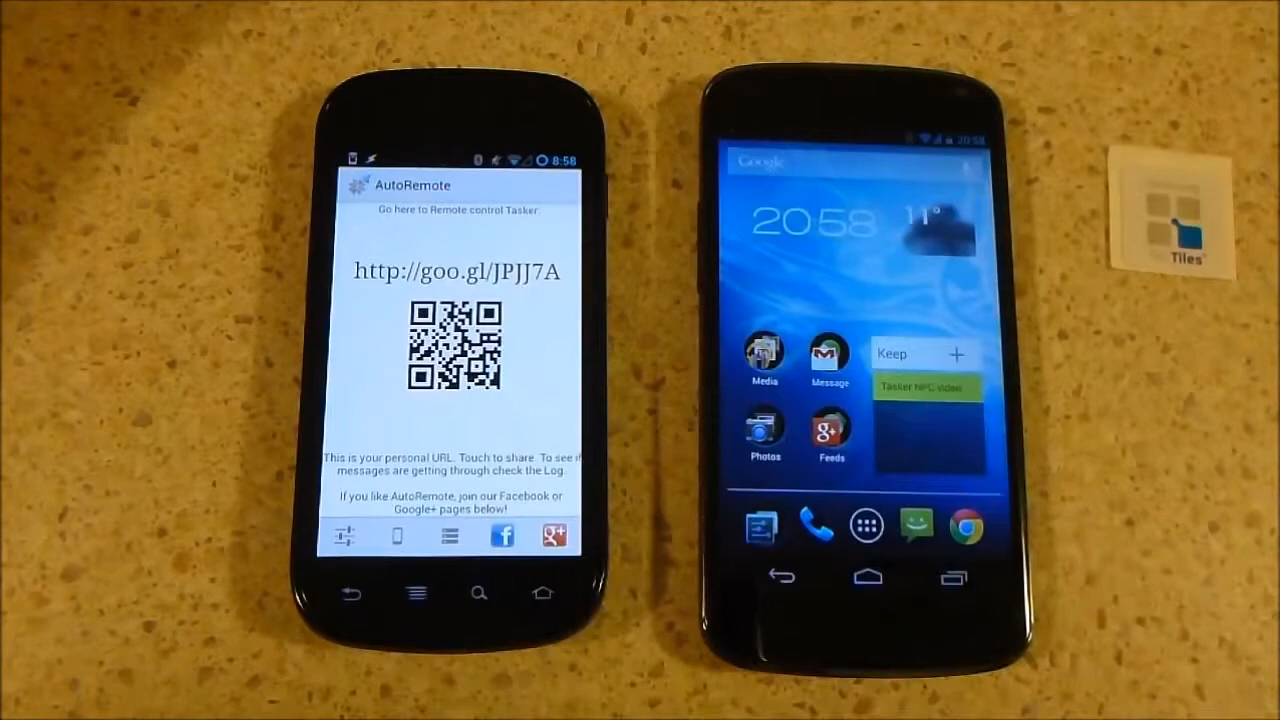 8:58
AutoRemote
Go here to Remote control Tasker:
http://goo.gl/JPJJ7A
This is your personal URL. Touch to share. To see if
messages are getting through check the Log.
If you like AutoRemote, join our Facebook or
Google+ pages below!
f
g+
20:58
Google
20 58
11°
Keep
Tasker NFC video
Media
Message
Photos
g+
Feeds
Tiles